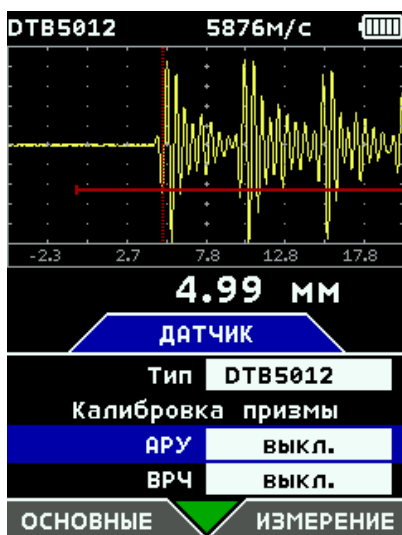 DTB5012 5876м/с
-2.3 2.7 7.8 12.8 17.8
4.99 мм
ДАТЧИК
Тип DTB5012
Калибровка призмы
АРУ выкл.
ВРЧ выкл.
ОСНОВНЫЕ ИЗМЕРЕНИЕ